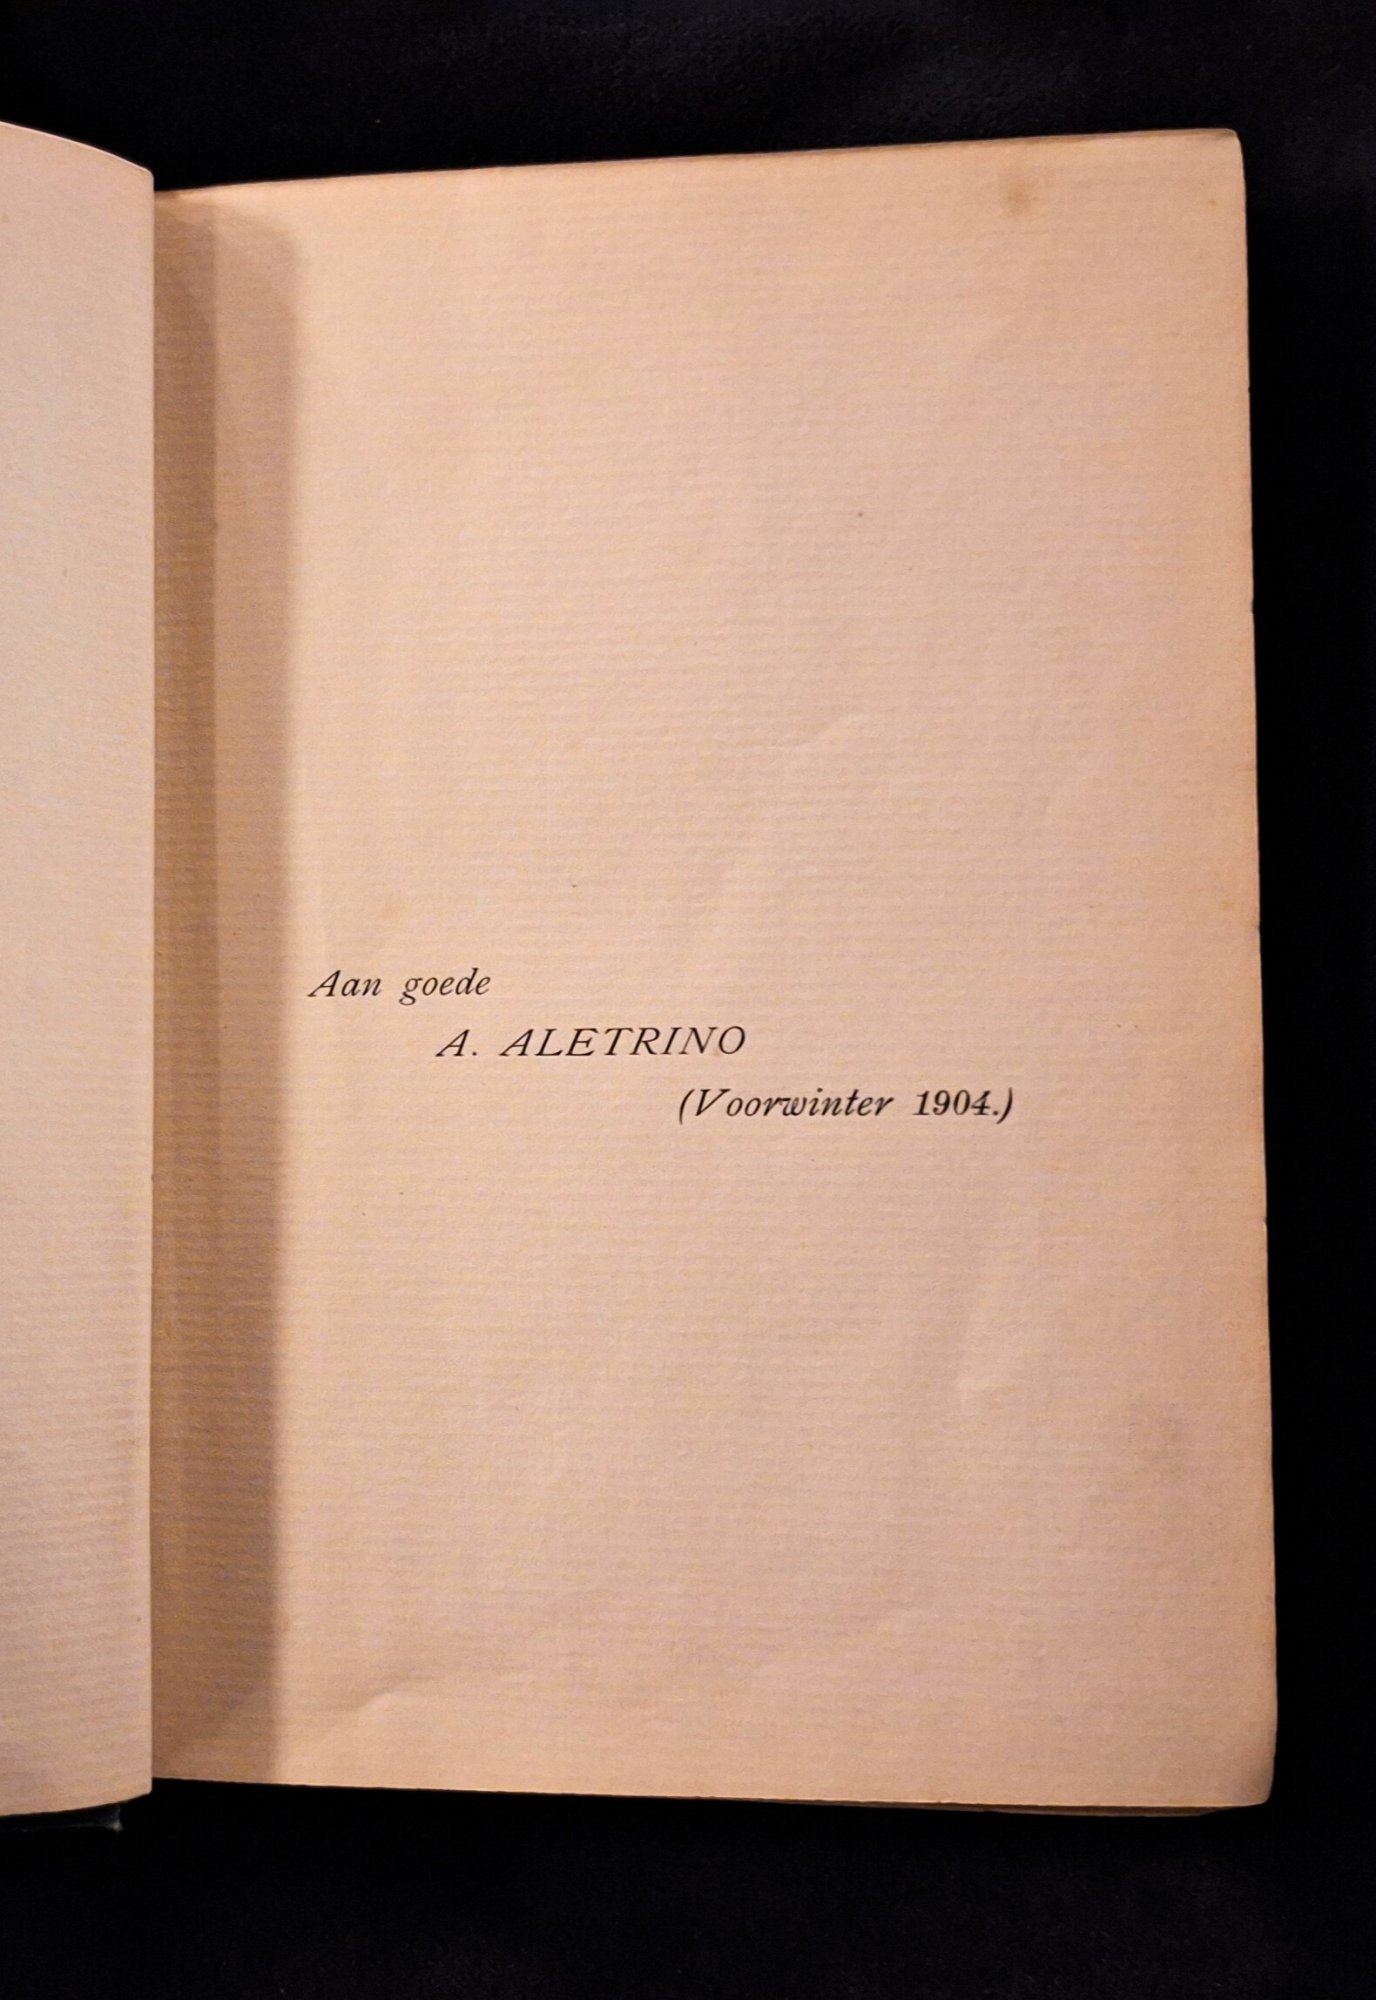 Aan goede
A. ALETRINO
(Voorwinter 1904.)